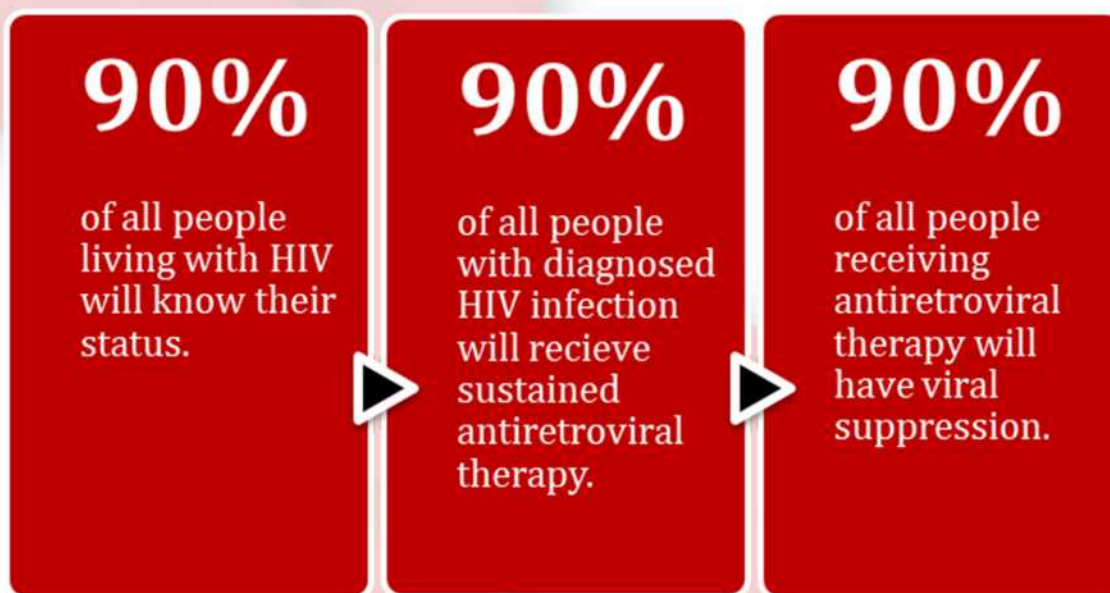 90%
of all people
living with HIV
will know their
status.
90%
of all people
with diagnosed
HIV infection
will recieve
sustained
antiretroviral
therapy.
90%
of all people
receiving
antiretroviral
therapy will
have viral
suppression.